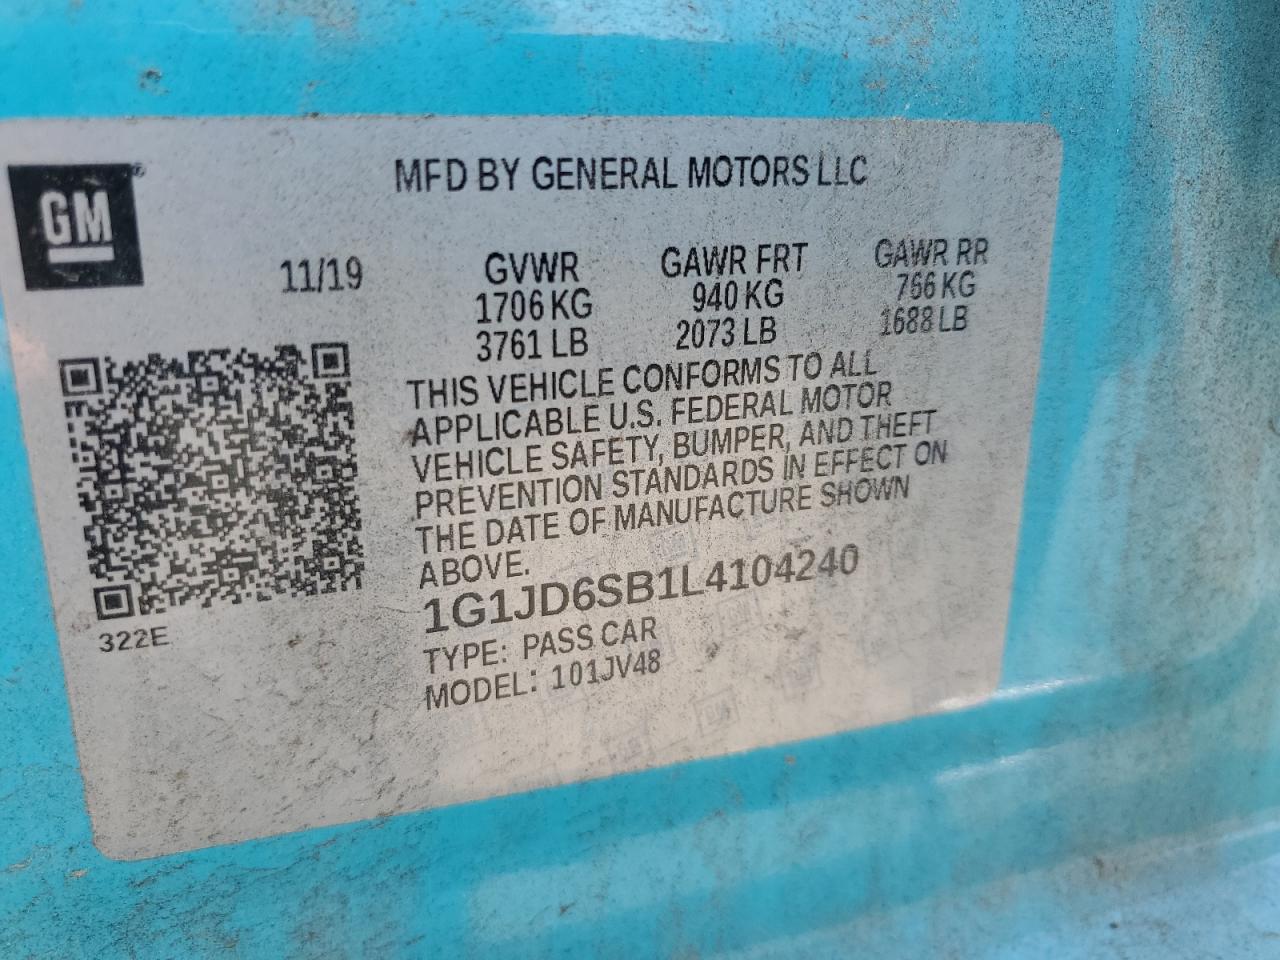 GM
MFD BY GENERAL MOTORS LLC
11/19 GVWR GAWR FRT GAWR RR
1706 KG 940 KG 766 KG
3761 LB 2073 LB 1688 LB
THIS VEHICLE CONFORMS TO ALL
APPLICABLE U.S. FEDERAL MOTOR
VEHICLE SAFETY, BUMPER, AND THEFT
PREVENTION STANDARDS IN EFFECT ON
THE DATE OF MANUFACTURE SHOWN
ABOVE.
1G1JD6SB1L4104240
TYPE: PASS CAR
MODEL: 101JV48
322E